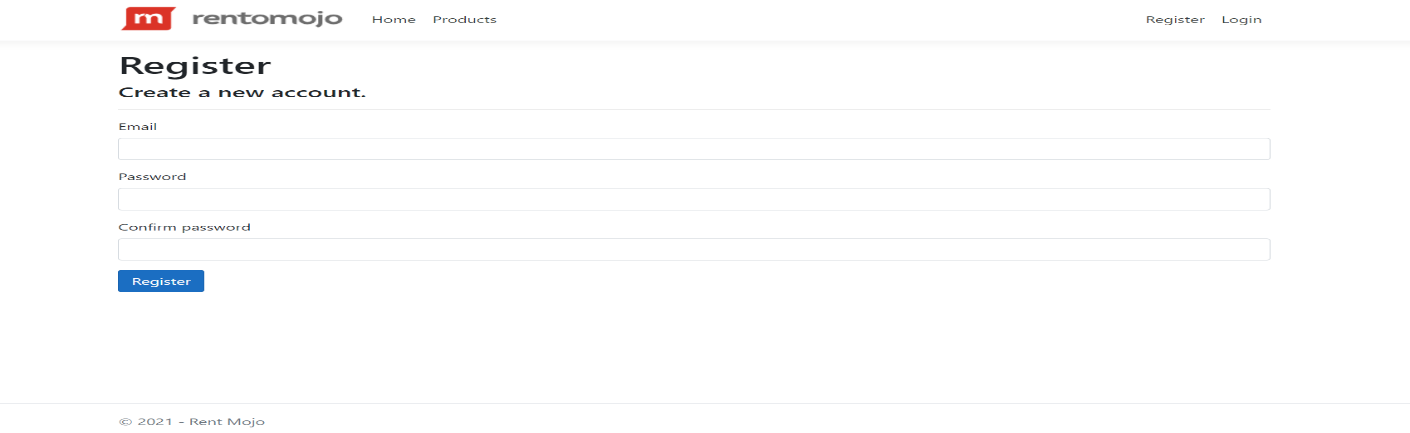 m rentomojo Home Products Register Login
Register
Create a new account.
Email
Password
Confirm password
Register
© 2021 - Rent Mojo